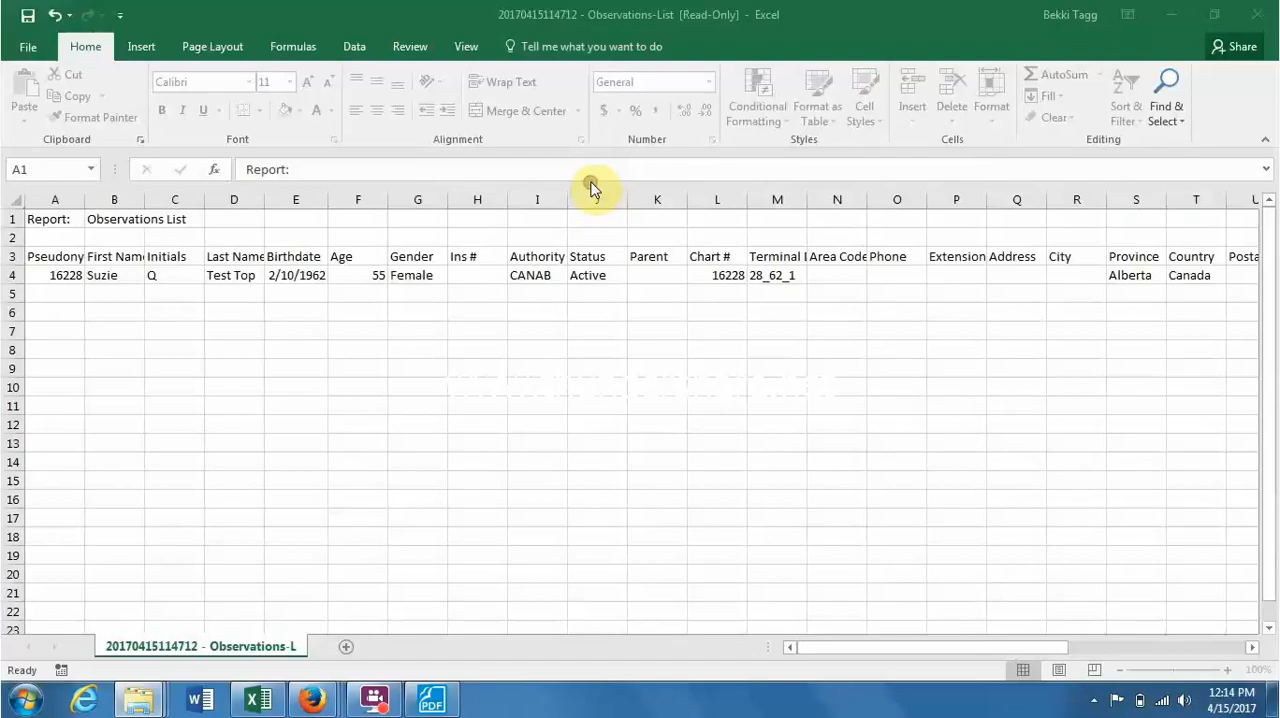 20170415114712 - Observations-List [Read-Only] - Excel
Bekki Tagg
File Home Insert Page Layout Formulas Data Review View Tell me what you want to do Share
Paste
Cut
Copy
Format Painter
Clipboard
Calibri 11
B I U
Font
Wrap Text
Merge & Center
Alignment
General
$ % ,
Number
Conditional Formatting
Format as Table
Cell Styles
Styles
Insert
Delete
Format
Cells
AutoSum
Fill
Clear
Sort & Filter
Find & Select
Editing
A1 fx Report:
A B C D E F G H I J K L M N O P Q R S T U
1 Report: Observations List
2
3 Pseudony First Nam Initials Last Name Birthdate Age Gender Ins # Authority Status Parent Chart # Terminal Area Code Phone Extension Address City Province Country Posta
4 16228 Suzie Q Test Top 2/10/1962 55 Female CANAB Active 16228 28_62_1 Alberta Canada
5
6
7
8
9
10
11
12
13
14
15
16
17
18
19
20
21
22
23
20170415114712 - Observations-L
Ready
100%
W
PDF
12:14 PM
4/15/2017